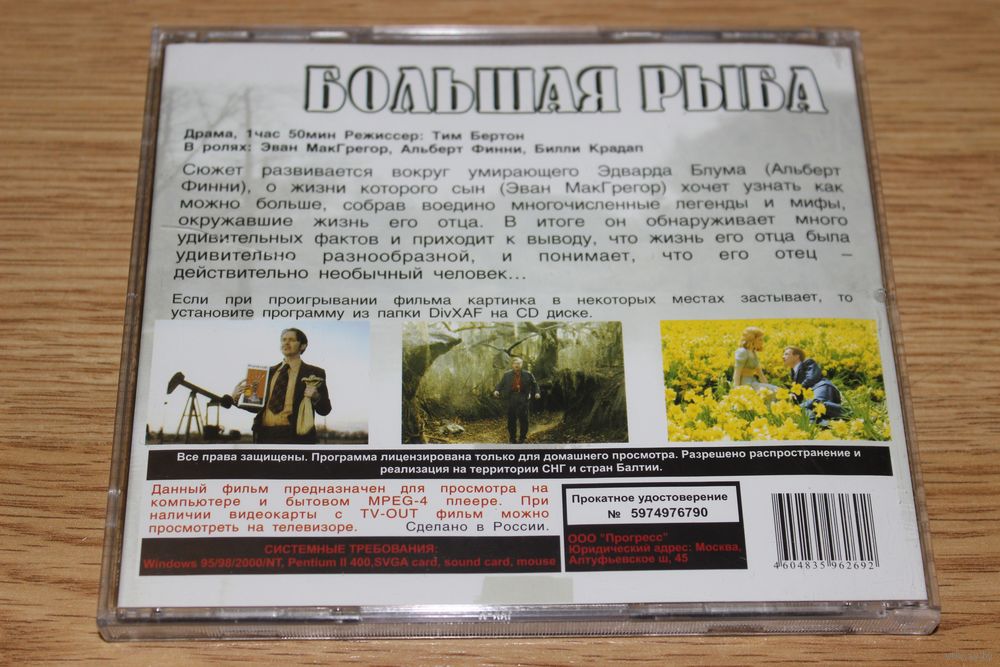 БОЛЬШАЯ РЫБА
Драма, 1час 50мин Режиссер: Тим Бертон
В ролях: Эван МакГрегор, Альберт Финни, Билли Крадап
Сюжет развивается вокруг умирающего Эдварда Блума (Альберт
Финни), о жизни которого сын (Эван МакГрегор) хочет узнать как
можно больше, собрав воедино многочисленные легенды и мифы,
окружавшие жизнь его отца. В итоге он обнаруживает много
удивительных фактов и приходит к выводу, что жизнь его отца была
удивительно разнообразной, и понимает, что его отец –
действительно необычный человек...
Если при проигрывании фильма картинка в некоторых местах застывает, то
установите программу из папки DivXAF на CD диске.
Все права защищены. Программа лицензирована только для домашнего просмотра. Разрешено распространение и
реализация на территории СНГ и стран Балтии.
Данный фильм предназначен для просмотра на
компьютере и бытовом MPEG-4 плеере. При
наличии видеокарты с TV-OUT фильм можно
просмотреть на телевизоре. Сделано в России.
СИСТЕМНЫЕ ТРЕБОВАНИЯ:
Windows 95/98/2000/NT, Pentium II 400,SVGA card, sound card, mouse
Прокатное удостоверение
№ 5974976790
ООО "Прогресс"
Юридический адрес: Москва,
Алтуфьевское ш, 45
4604835962692